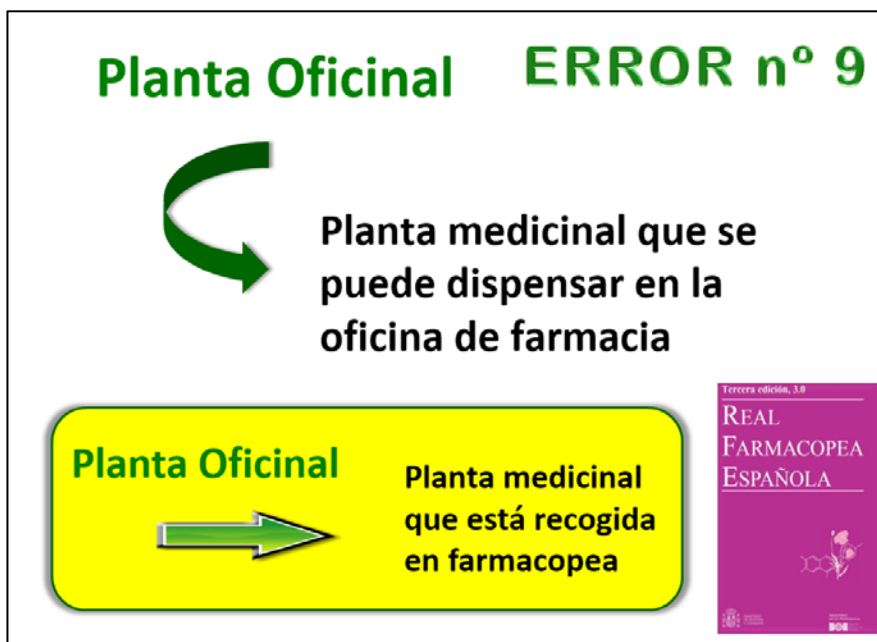 Planta Oficinal
ERROR nº 9
Planta medicinal que se
puede dispensar en la
oficina de farmacia
Planta Oficinal
Planta medicinal
que está recogida
en farmacopea
Tercera edición, 3.0
REAL
FARMACOPEA
ESPAÑOLA
BOE